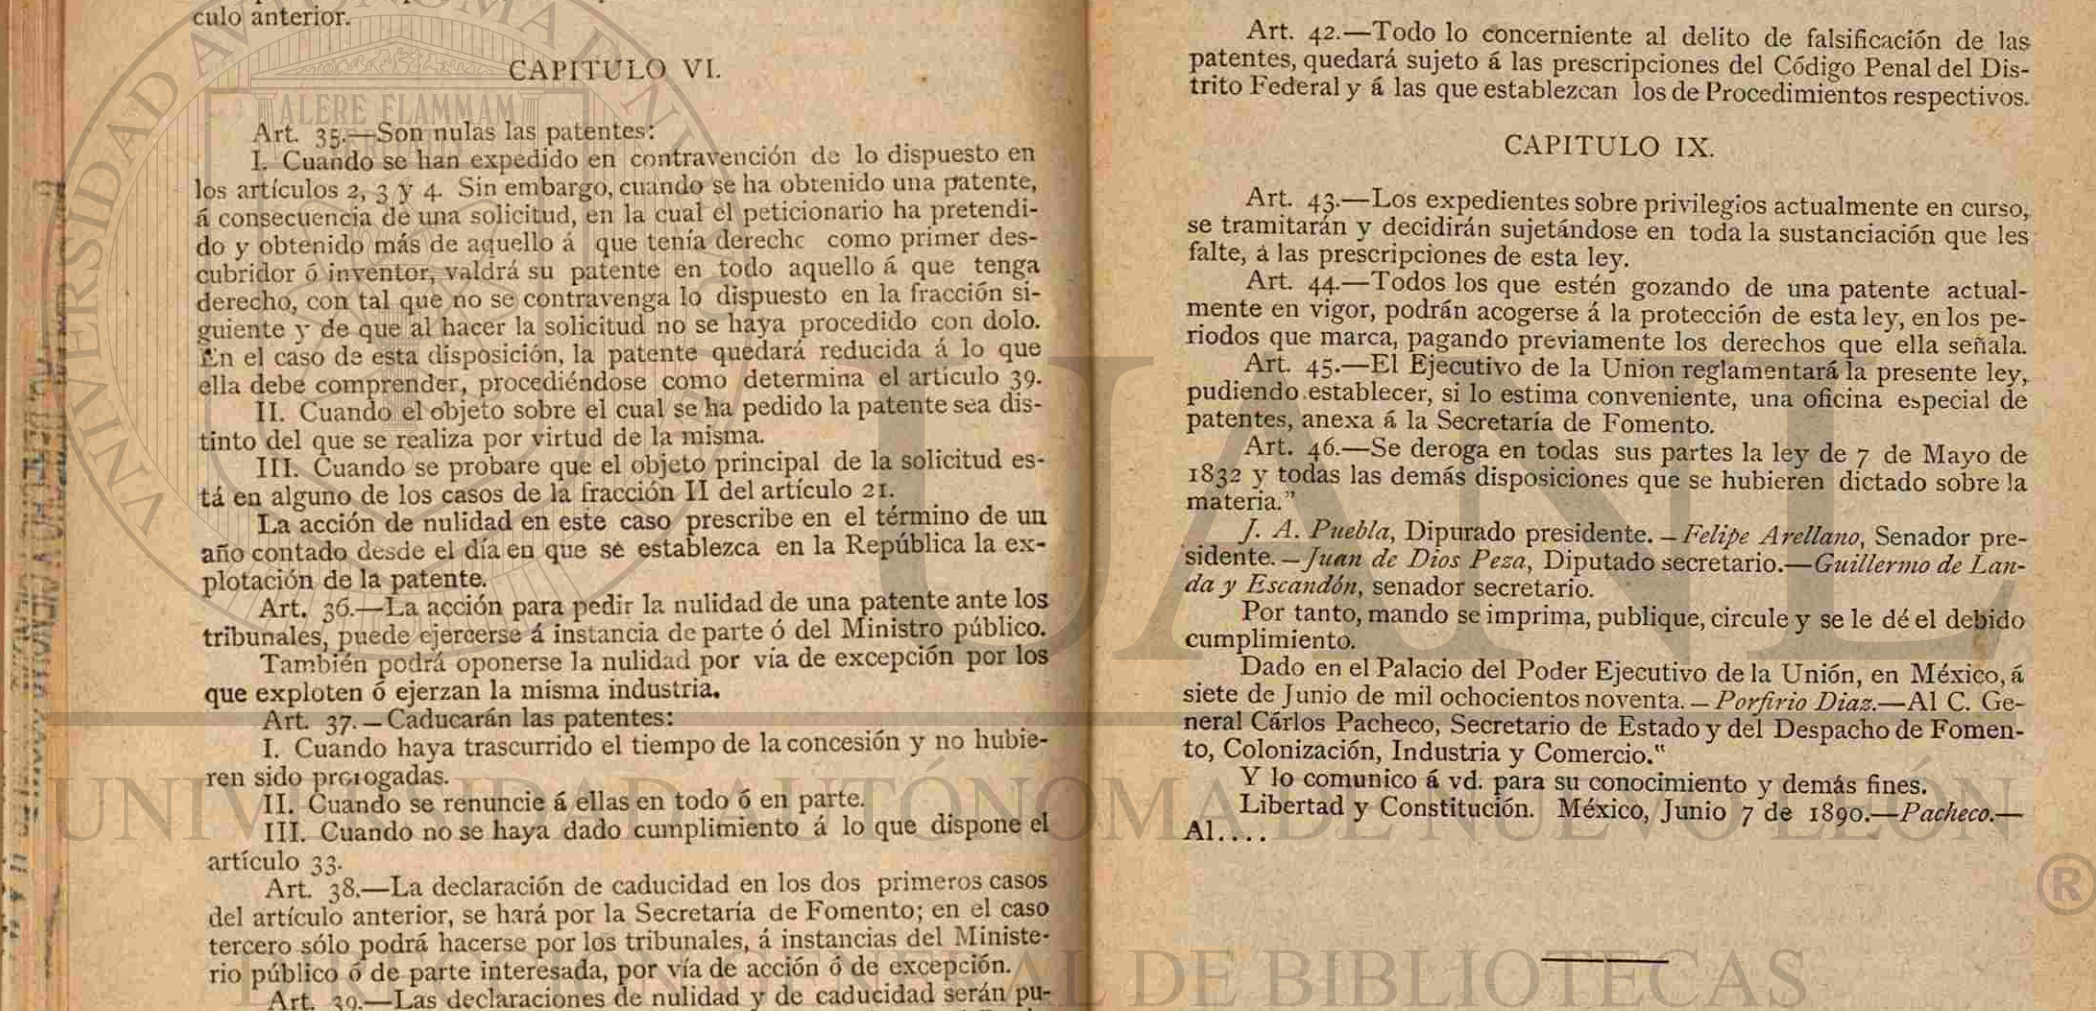 culo anterior.
CAPITULO VI.
Art. 35.—Son nulas las patentes:
I. Cuando se han expedido en contravención de lo dispuesto en
los artículos 2, 3 y 4. Sin embargo, cuando se ha obtenido una patente,
á consecuencia de una solicitud, en la cual el peticionario ha pretendi-
do y obtenido más de aquello á que tenía derecho como primer des-
cubridor ó inventor, valdrá su patente en todo aquello á que tenga
derecho, con tal que no se contravenga lo dispuesto en la fracción si-
guiente y de que al hacer la solicitud no se haya procedido con dolo.
En el caso de esta disposición, la patente quedará reducida á lo que
ella debe comprender, procediéndose como determina el artículo 39.
II. Cuando el objeto sobre el cual se ha pedido la patente sea dis-
tinto del que se realiza por virtud de la misma.
III. Cuando se probare que el objeto principal de la solicitud es-
tá en alguno de los casos de la fracción II del artículo 21.
La acción de nulidad en este caso prescribe en el término de un
año contado desde el día en que se establezca en la República la ex-
plotación de la patente.
Art. 36.—La acción para pedir la nulidad de una patente ante los
tribunales, puede ejercerse á instancia de parte ó del Ministro público.
También podrá oponerse la nulidad por vía de excepción por los
que exploten ó ejerzan la misma industria.
Art. 37.—Caducarán las patentes:
I. Cuando haya trascurrido el tiempo de la concesión y no hubie-
ren sido prorogadas.
II. Cuando se renuncie á ellas en todo ó en parte.
III. Cuando no se haya dado cumplimiento á lo que dispone el
artículo 33.
Art. 38.—La declaración de caducidad en los dos primeros casos
del artículo anterior, se hará por la Secretaría de Fomento; en el caso
tercero sólo podrá hacerse por los tribunales, á instancias del Ministe-
rio público ó de parte interesada, por vía de acción ó de excepción.
Art. 39.—Las declaraciones de nulidad y de caducidad serán pu-
Art. 42.—Todo lo concerniente al delito de falsificación de las
patentes, quedará sujeto á las prescripciones del Código Penal del Dis-
trito Federal y á las que establezcan los de Procedimientos respectivos.
CAPITULO IX.
Art. 43.—Los expedientes sobre privilegios actualmente en curso,
se tramitarán y decidirán sujetándose en toda la sustanciación que les
falte, á las prescripciones de esta ley.
Art. 44.—Todos los que estén gozando de una patente actual-
mente en vigor, podrán acogerse á la protección de esta ley, en los pe-
riodos que marca, pagando previamente los derechos que ella señala.
Art. 45.—El Ejecutivo de la Union reglamentará la presente ley,
pudiendo establecer, si lo estima conveniente, una oficina especial de
patentes, anexa á la Secretaría de Fomento.
Art. 46.—Se deroga en todas sus partes la ley de 7 de Mayo de
1832 y todas las demás disposiciones que se hubieren dictado sobre la
materia.”
J. A. Puebla, Dipurado presidente.—Felipe Arellano, Senador pre-
sidente.—Juan de Dios Peza, Diputado secretario.—Guillermo de Lan-
da y Escandón, senador secretario.
Por tanto, mando se imprima, publique, circule y se le dé el debido
cumplimiento.
Dado en el Palacio del Poder Ejecutivo de la Unión, en México, á
siete de Junio de mil ochocientos noventa.—Porfirio Diaz.—Al C. Ge-
neral Cárlos Pacheco, Secretario de Estado y del Despacho de Fomen-
to, Colonización, Industria y Comercio.“
Y lo comunico á vd. para su conocimiento y demás fines.
Libertad y Constitución. México, Junio 7 de 1890.—Pacheco.—
Al....
UNIVERSIDAD AUTÓNOMA DE NUEVO LEÓN
ALERE FLAMMAM
UANL
UNIVERSIDAD AUTÓNOMA DE NUEVO LEÓN
®
DIRECCIÓN GENERAL DE BIBLIOTECAS